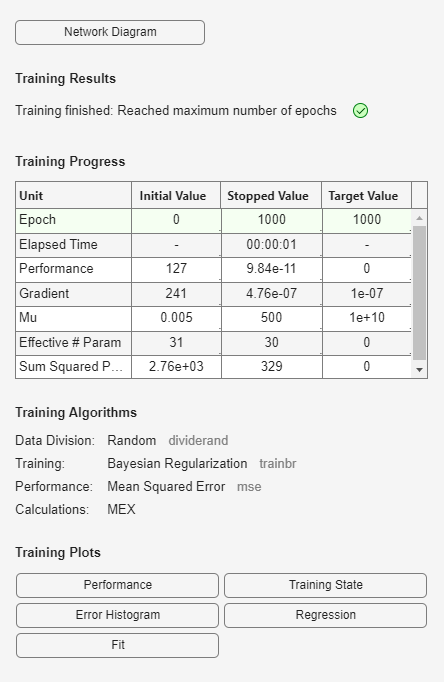 Network Diagram
Training Results
Training finished: Reached maximum number of epochs
Training Progress
Unit Initial Value Stopped Value Target Value
Epoch 0 1000 1000
Elapsed Time - 00:00:01 -
Performance 127 9.84e-11 0
Gradient 241 4.76e-07 1e-07
Mu 0.005 500 1e+10
Effective # Param 31 30 0
Sum Squared P... 2.76e+03 329 0
Training Algorithms
Data Division: Random dividerand
Training: Bayesian Regularization trainbr
Performance: Mean Squared Error mse
Calculations: MEX
Training Plots
Performance Training State
Error Histogram Regression
Fit